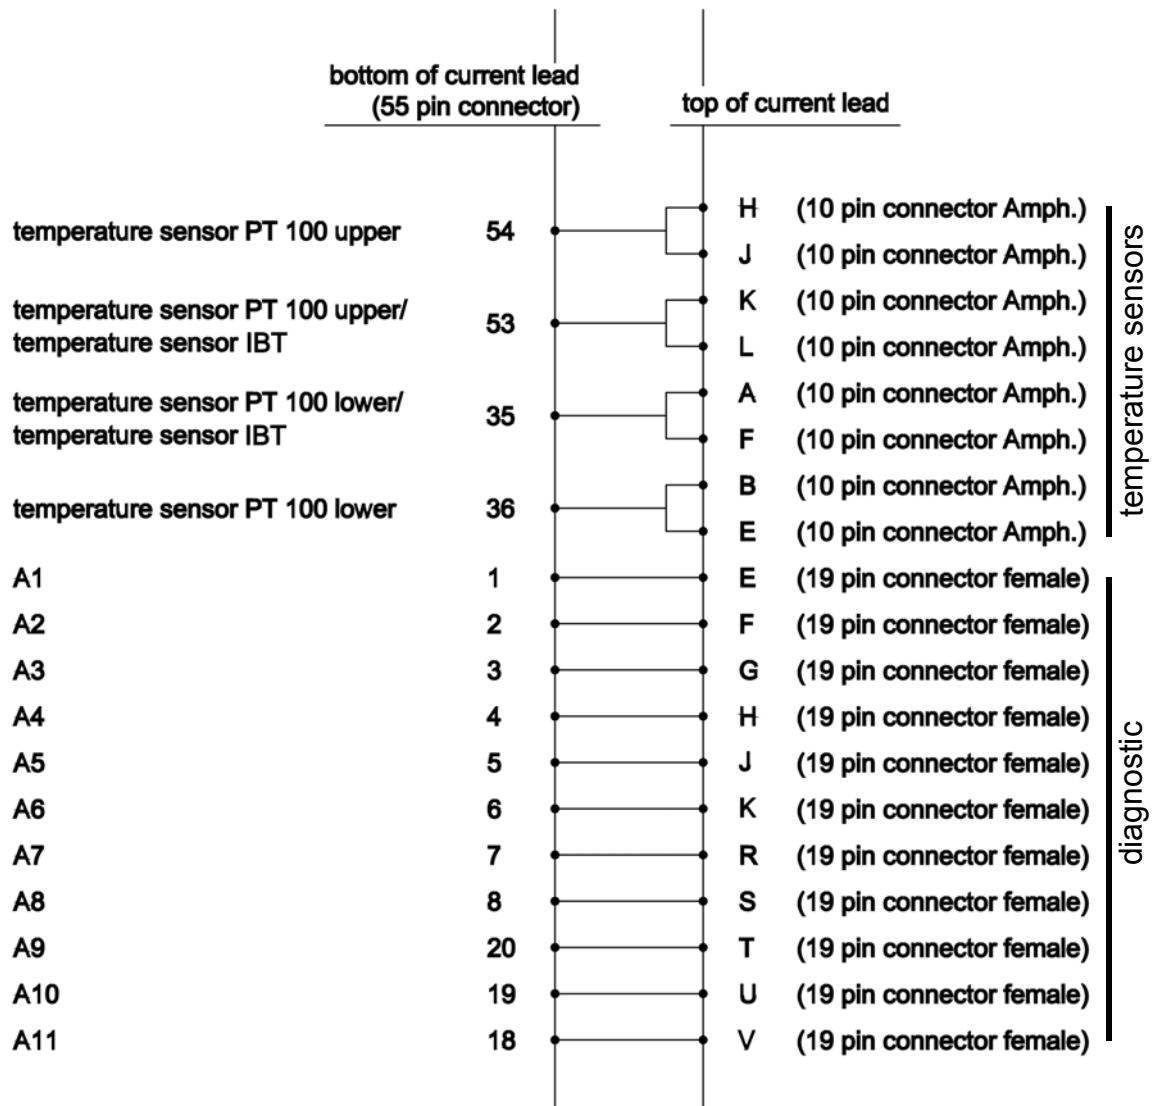 bottom of current lead
(55 pin connector)
top of current lead
H (10 pin connector Amph.)
temperature sensor PT 100 upper 54
J (10 pin connector Amph.)
temperature sensor PT 100 upper/
temperature sensor IBT
53
K (10 pin connector Amph.)
L (10 pin connector Amph.)
temperature sensor PT 100 lower/
temperature sensor IBT
35
A (10 pin connector Amph.)
F (10 pin connector Amph.)
temperature sensor PT 100 lower 36
B (10 pin connector Amph.)
E (10 pin connector Amph.)
temperature sensors
A1 1 E (19 pin connector female)
A2 2 F (19 pin connector female)
A3 3 G (19 pin connector female)
A4 4 H (19 pin connector female)
A5 5 J (19 pin connector female)
A6 6 K (19 pin connector female)
A7 7 R (19 pin connector female)
A8 8 S (19 pin connector female)
A9 20 T (19 pin connector female)
A10 19 U (19 pin connector female)
A11 18 V (19 pin connector female)
diagnostic